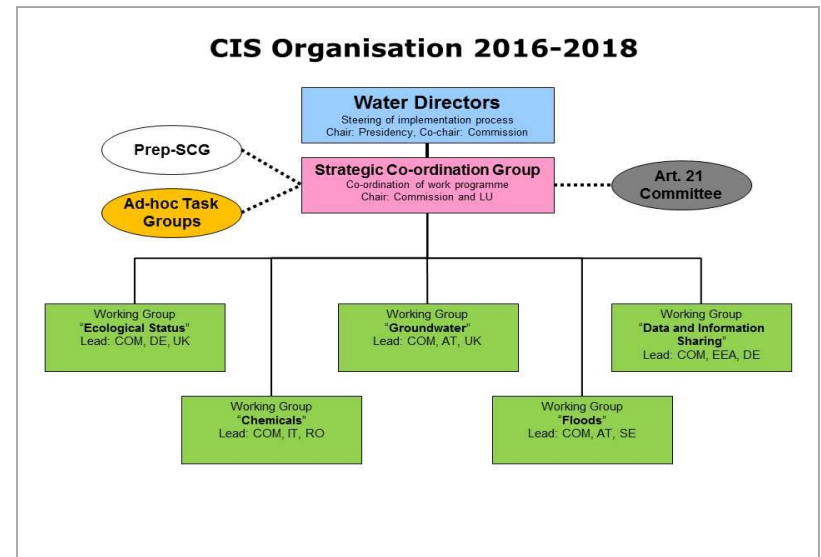 CIS Organisation 2016-2018
Water Directors
Steering of implementation process
Chair: Presidency, Co-chair: Commission
Prep-SCG
Strategic Co-ordination Group
Co-ordination of work programme
Chair: Commission and LU
Art. 21
Committee
Ad-hoc Task
Groups
Working Group
"Ecological Status"
Lead: COM, DE, UK
Working Group
"Groundwater"
Lead: COM, AT, UK
Working Group
"Data and Information
Sharing"
Lead: COM, EEA, DE
Working Group
"Chemicals"
Lead: COM, IT, RO
Working Group
"Floods"
Lead: COM, AT, SE